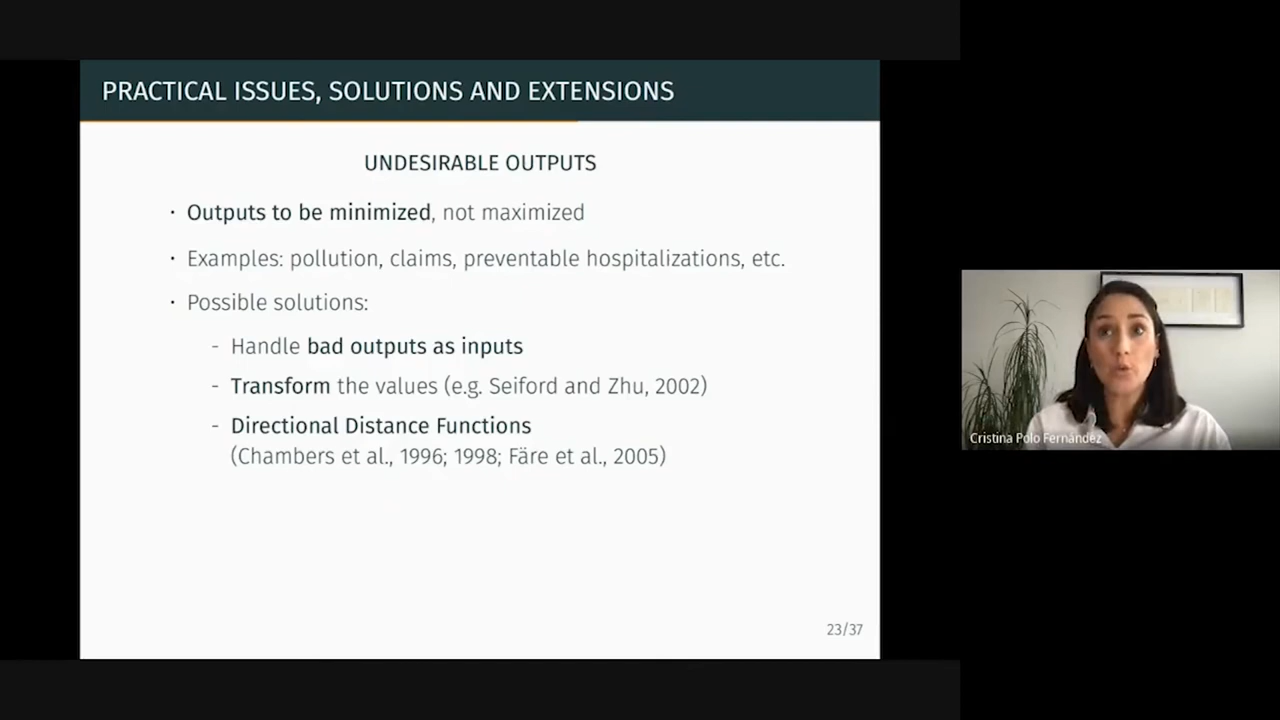 PRACTICAL ISSUES, SOLUTIONS AND EXTENSIONS
UNDESIRABLE OUTPUTS
· Outputs to be minimized, not maximized
· Examples: pollution, claims, preventable hospitalizations, etc.
· Possible solutions:
- Handle bad outputs as inputs
- Transform the values (e.g. Seiford and Zhu, 2002)
- Directional Distance Functions
(Chambers et al., 1996; 1998; Färe et al., 2005)
23/37
Cristina Polo Fernández